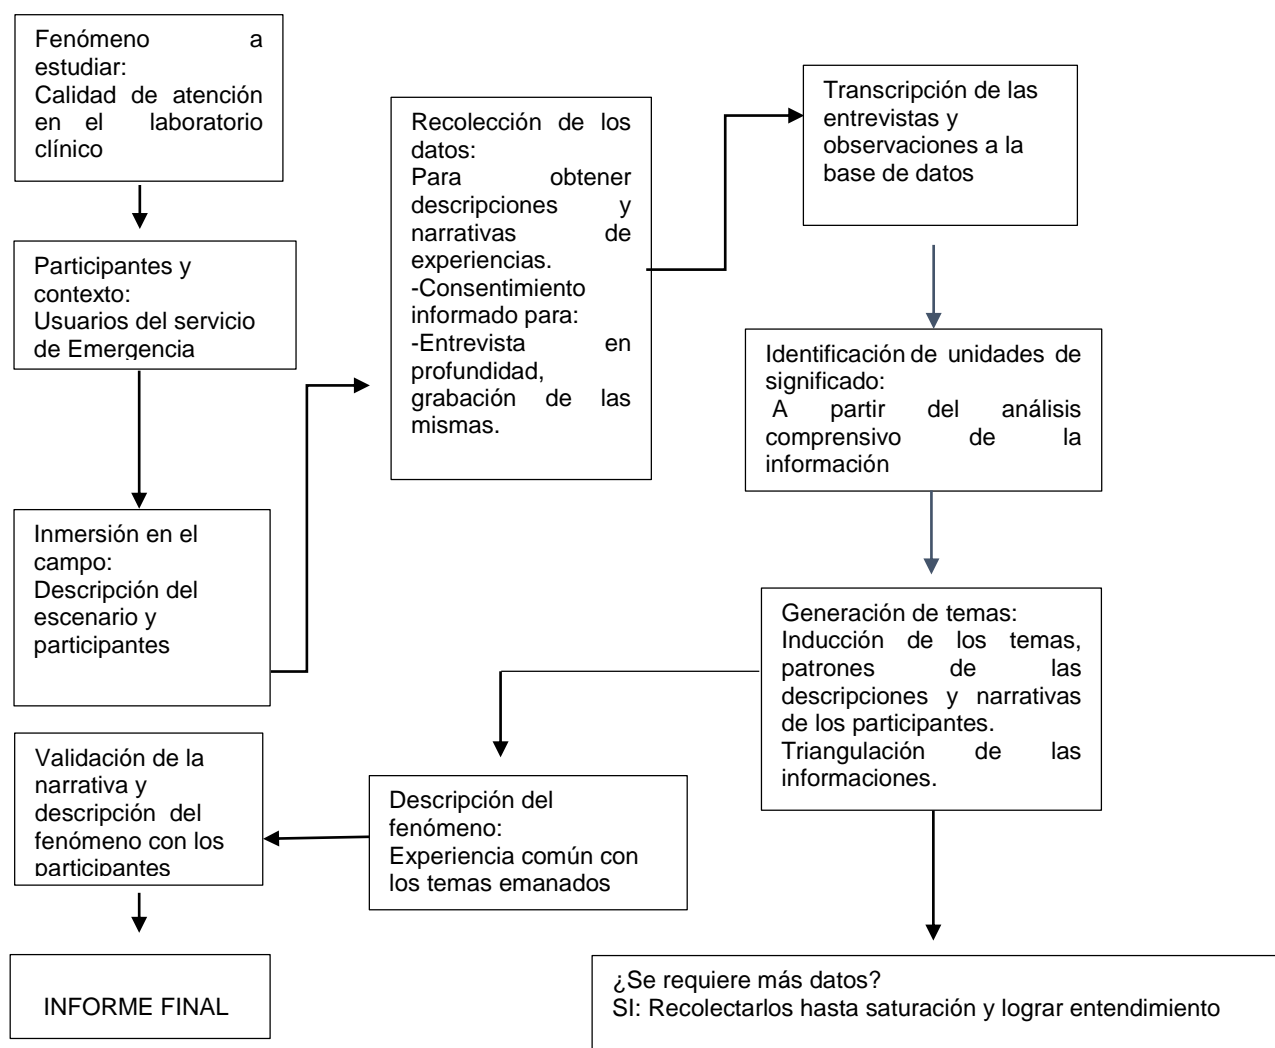 Fenómeno a
estudiar:
Calidad de atención
en el laboratorio
clínico
Participantes y
contexto:
Usuarios del servicio
de Emergencia
Inmersión en el
campo:
Descripción del
escenario y
participantes
Recolección de los
datos:
Para obtener
descripciones y
narrativas de
experiencias.
-Consentimiento
informado para:
-Entrevista en
profundidad,
grabación de las
mismas.
Transcripción de las
entrevistas y
observaciones a la
base de datos
Identificación de unidades de
significado:
A partir del análisis
comprensivo de la
información
Generación de temas:
Inducción de los temas,
patrones de las
descripciones y narrativas
de los participantes.
Triangulación de las
informaciones.
¿Se requiere más datos?
SI: Recolectarlos hasta saturación y lograr entendimiento
Descripción del
fenómeno:
Experiencia común con
los temas emanados
Validación de la
narrativa y
descripción del
fenómeno con los
participantes
INFORME FINAL